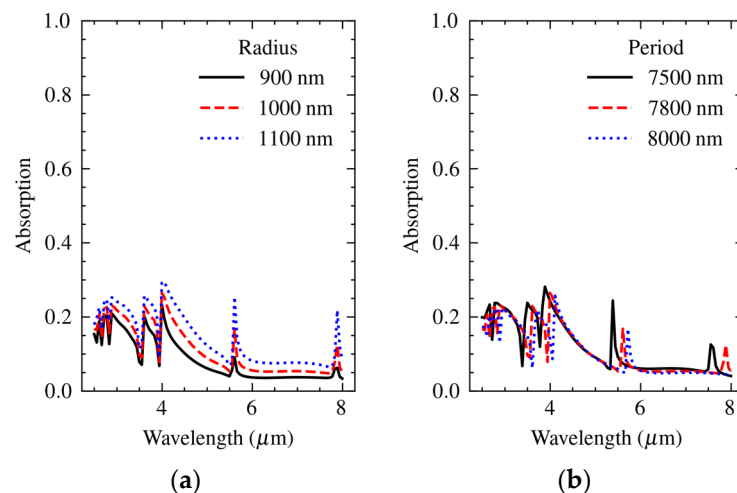 1.0
0.8
0.6
0.4
0.2
0.0
Absorption
Radius
900 nm
1000 nm
1100 nm
4
6
8
Wavelength (μm)
(a)
1.0
0.8
0.6
0.4
0.2
0.0
Absorption
Period
7500 nm
7800 nm
8000 nm
4
6
8
Wavelength (μm)
(b)